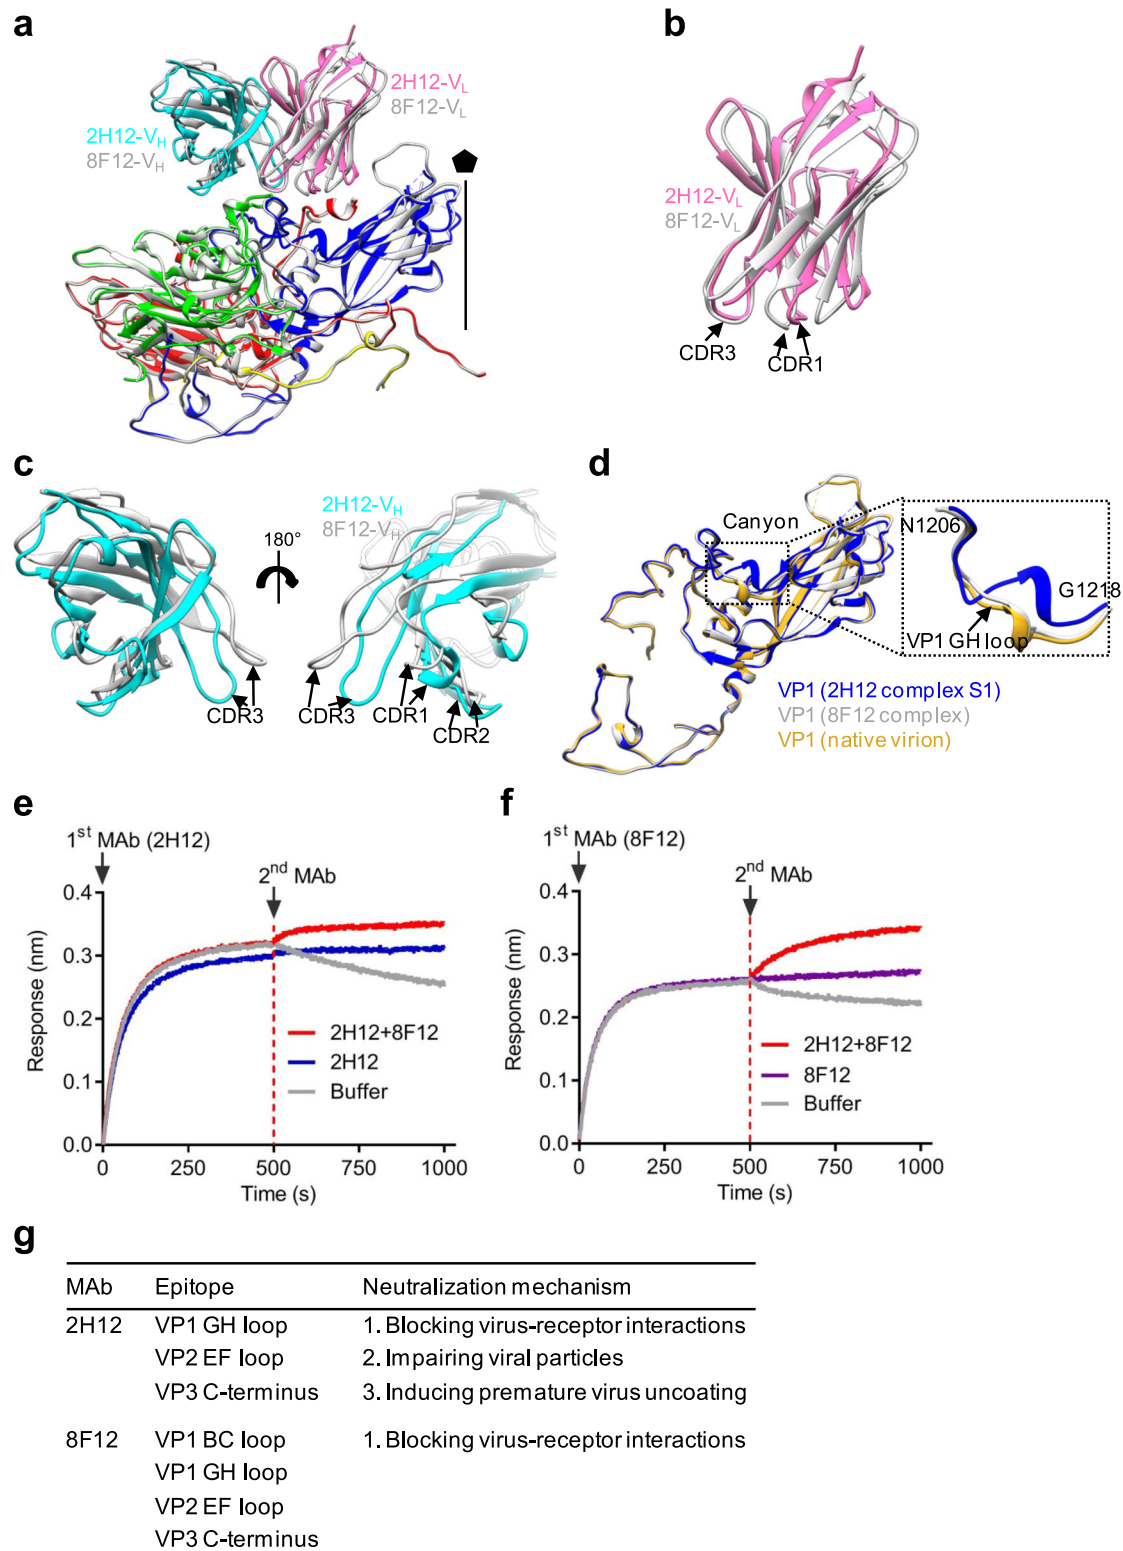 a
2H12-VL
8F12-VL
2H12-VH
8F12-VH
b
2H12-VL
8F12-VL
CDR3
CDR1
c
2H12-VH
8F12-VH
180°
CDR3
CDR3
CDR1
CDR2
d
Canyon
N1206
G1218
VP1 GH loop
VP1 (2H12 complex S1)
VP1 (8F12 complex)
VP1 (native virion)
e
1st MAb (2H12)
2nd MAb
Response (nm)
0.4
0.3
0.2
0.1
0.0
2H12+8F12
2H12
Buffer
0 250 500 750 1000
Time (s)
f
1st MAb (8F12)
2nd MAb
Response (nm)
0.4
0.3
0.2
0.1
0.0
2H12+8F12
8F12
Buffer
0 250 500 750 1000
Time (s)
g
MAb Epitope Neutralization mechanism
2H12 VP1 GH loop 1. Blocking virus-receptor interactions
VP2 EF loop 2. Impairing viral particles
VP3 C-terminus 3. Inducing premature virus uncoating
8F12 VP1 BC loop 1. Blocking virus-receptor interactions
VP1 GH loop
VP2 EF loop
VP3 C-terminus